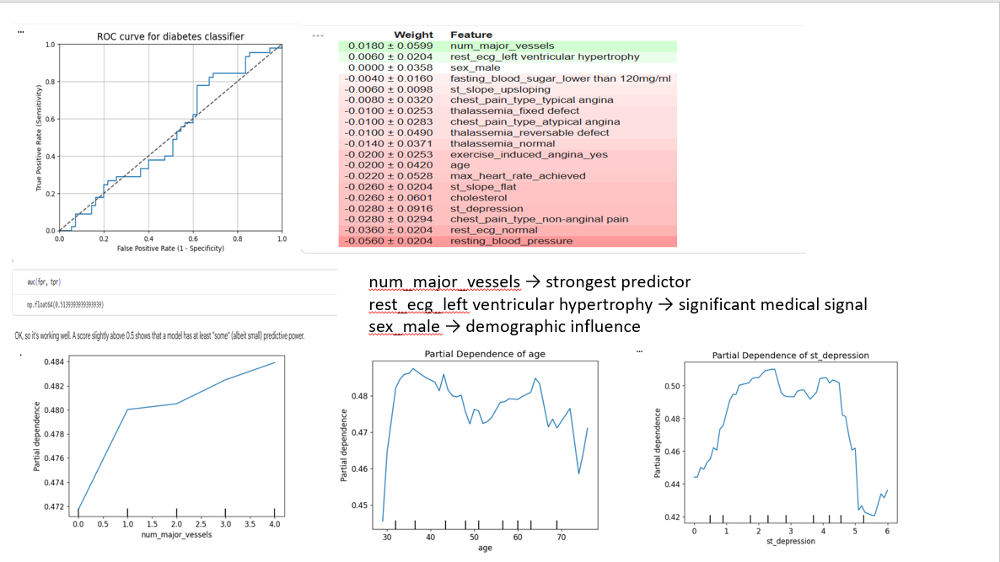 ROC curve for diabetes classifier
1.0
0.8
0.6
0.4
0.2
0.0
True Positive Rate (Sensitivity)
0.0 0.2 0.4 0.6 0.8 1.0
False Positive Rate (1 - Specificity)
Weight Feature
0.0180 ± 0.0599 num_major_vessels
0.0060 ± 0.0204 rest_ecg_left ventricular hypertrophy
0.0000 ± 0.0358 sex_male
-0.0040 ± 0.0160 fasting_blood_sugar_lower than 120mg/ml
-0.0060 ± 0.0098 st_slope_upsloping
-0.0080 ± 0.0320 chest_pain_type_typical angina
-0.0100 ± 0.0253 thalassemia_fixed defect
-0.0100 ± 0.0283 chest_pain_type_atypical angina
-0.0100 ± 0.0490 thalassemia_reversable defect
-0.0140 ± 0.0371 thalassemia_normal
-0.0200 ± 0.0253 exercise_induced_angina_yes
-0.0200 ± 0.0420 age
-0.0220 ± 0.0528 max_heart_rate_achieved
-0.0260 ± 0.0204 st_slope_flat
-0.0260 ± 0.0601 cholesterol
-0.0280 ± 0.0916 st_depression
-0.0280 ± 0.0294 chest_pain_type_non-anginal pain
-0.0360 ± 0.0204 rest_ecg_normal
-0.0560 ± 0.0204 resting_blood_pressure
auc(fpr, tpr)
np.float64(0.5139393939393939)
OK, so it's working well. A score slightly above 0.5 shows that a model has at least "some" (albeit small) predictive power.
num_major_vessels → strongest predictor
rest_ecg_left ventricular hypertrophy → significant medical signal
sex_male → demographic influence
0.484
0.482
0.480
0.478
0.476
0.474
0.472
Partial dependence
0.0 0.5 1.0 1.5 2.0 2.5 3.0 3.5 4.0
num_major_vessels
Partial Dependence of age
0.48
0.47
0.46
0.45
Partial dependence
30 40 50 60 70
age
Partial Dependence of st_depression
0.50
0.48
0.46
0.44
0.42
Partial dependence
0 1 2 3 4 5 6
st_depression